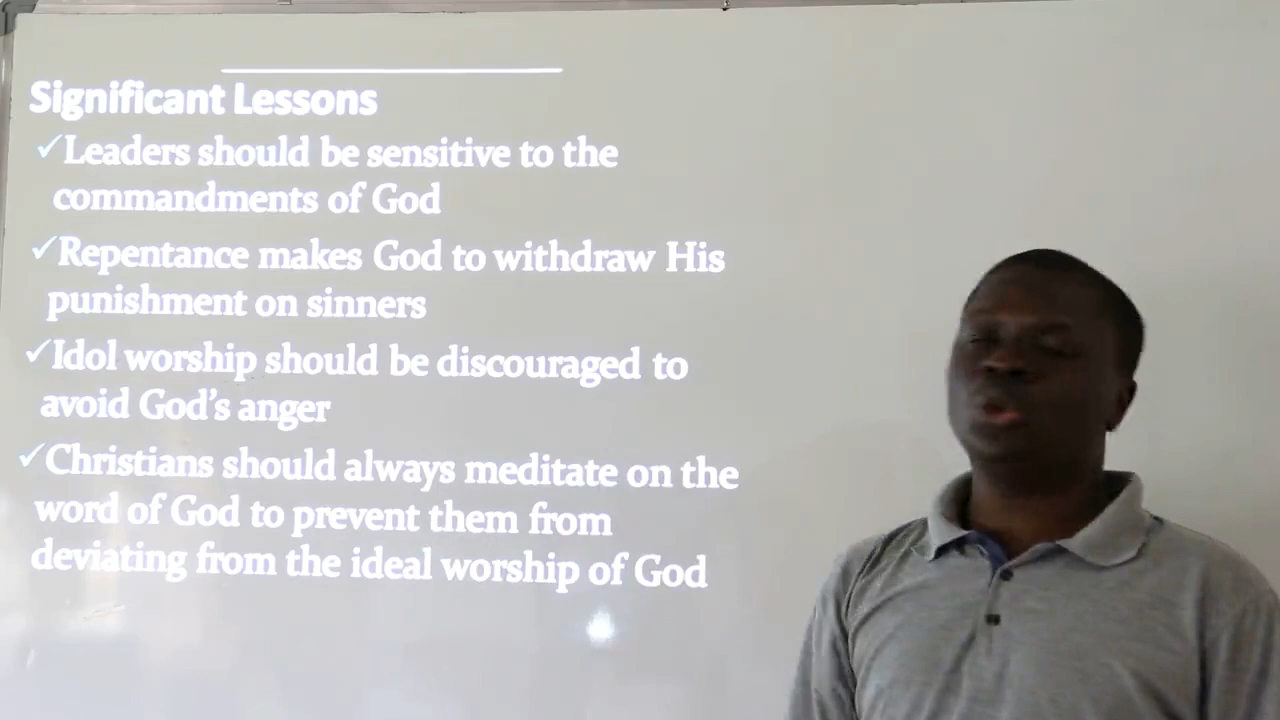 Significant Lessons
✓Leaders should be sensitive to the
commandments of God
✓Repentance makes God to withdraw His
punishment on sinners
✓Idol worship should be discouraged to
avoid God's anger
✓Christians should always meditate on the
word of God to prevent them from
deviating from the ideal worship of God